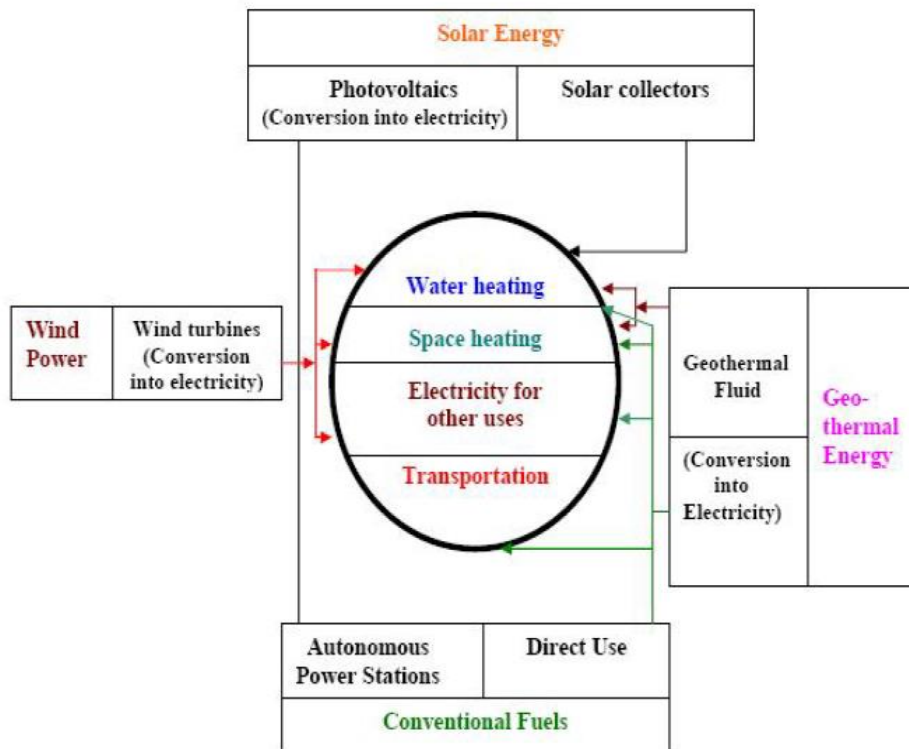 Solar Energy
Photovoltaics
(Conversion into electricity)
Solar collectors
Water heating
Space heating
Electricity for
other uses
Transportation
Wind
Power
Wind turbines
(Conversion
into electricity)
Geothermal
Fluid
(Conversion
into
Electricity)
Geo-
thermal
Energy
Autonomous
Power Stations
Direct Use
Conventional Fuels